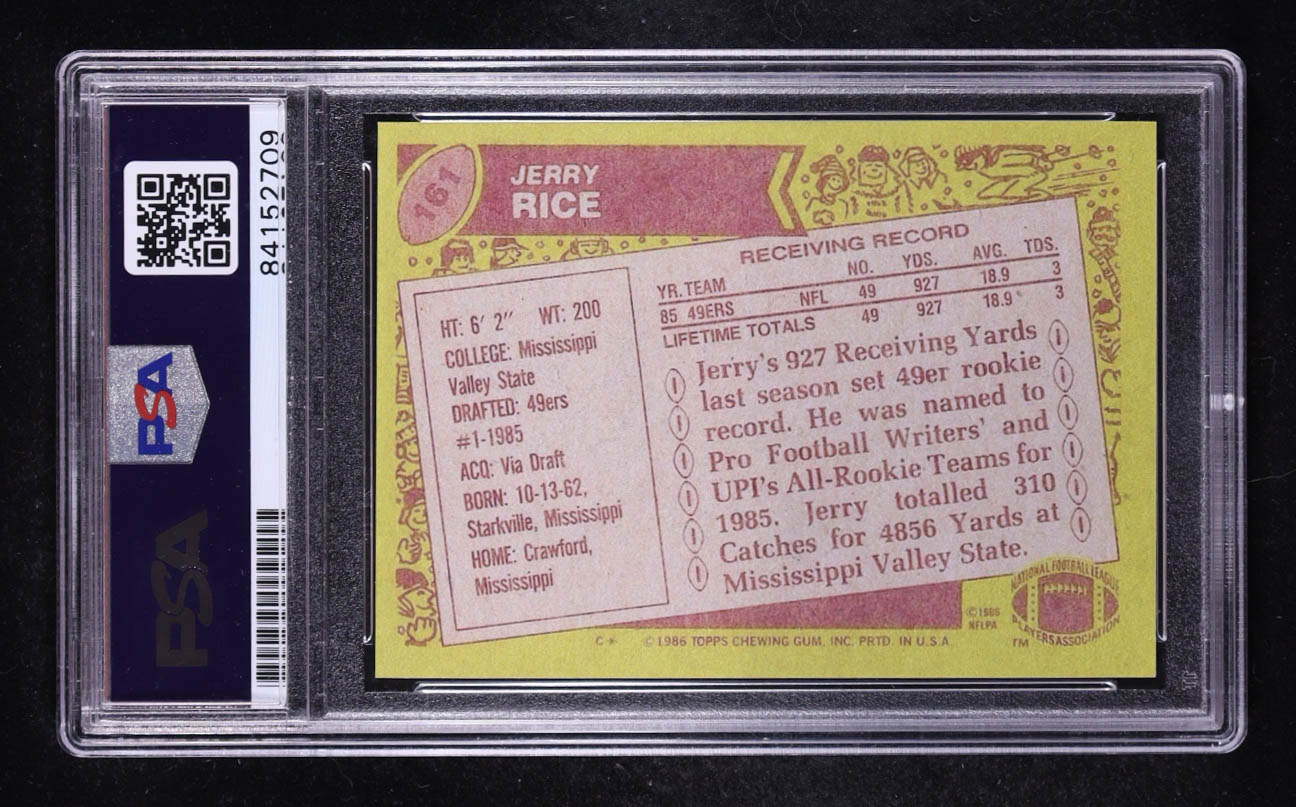 PSA
84152709
PSA
161
JERRY
RICE
RECEIVING RECORD
YR. TEAM NO. YDS. AVG. TDS.
85 49ERS NFL 49 927 18.9 3
LIFETIME TOTALS 49 927 18.9 3
HT: 6' 2" WT: 200
COLLEGE: Mississippi
Valley State
DRAFTED: 49ers
#1-1985
ACQ: Via Draft
BORN: 10-13-62,
Starkville, Mississippi
HOME: Crawford,
Mississippi
Jerry's 927 Receiving Yards
last season set 49er rookie
record. He was named to
Pro Football Writers' and
UPI's All-Rookie Teams for
1985. Jerry totalled 310
Catches for 4856 Yards at
Mississippi Valley State.
© 1986
NFLPA
NATIONAL FOOTBALL LEAGUE
PLAYERS ASSOCIATION
TM
C* © 1986 TOPPS CHEWING GUM, INC. PRTD. IN U.S.A